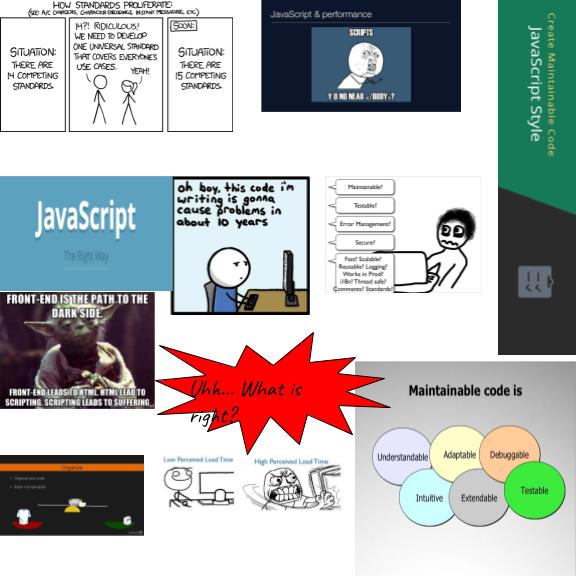 HOW STANDARDS PROLIFERATE:
(SEE: A/C CHARGERS, CHARACTER ENCODINGS, INSTANT MESSAGING, ETC.)
SITUATION:
THERE ARE
14 COMPETING
STANDARDS.
14?! RIDICULOUS!
WE NEED TO DEVELOP
ONE UNIVERSAL STANDARD
THAT COVERS EVERYONE'S
USE CASES.
YEAH!
SOON:
SITUATION:
THERE ARE
15 COMPETING
STANDARDS.
JavaScript & performance
SCRIPTS
Y U NO NEAR </BODY>?
Create Maintainable Code
JavaScript Style
JavaScript
The Right Way
oh boy, this code i'm
writing is gonna
cause problems in
about 10 years
Maintainable?
Testable?
Error Management?
Secure?
Fast? Scalable?
Reusable? Logging?
Works in Prod?
i18n? Thread safe?
Comments? Standards?
FRONT-END IS THE PATH TO THE
DARK SIDE.
FRONT-END LEADS TO HTML. HTML LEAD TO
SCRIPTING. SCRIPTING LEADS TO SUFFERING...
Uhh... What is
right?
Maintainable code is
Understandable
Adaptable
Debuggable
Intuitive
Extendable
Testable
Organize
Low Perceived Load Time
High Perceived Load Time